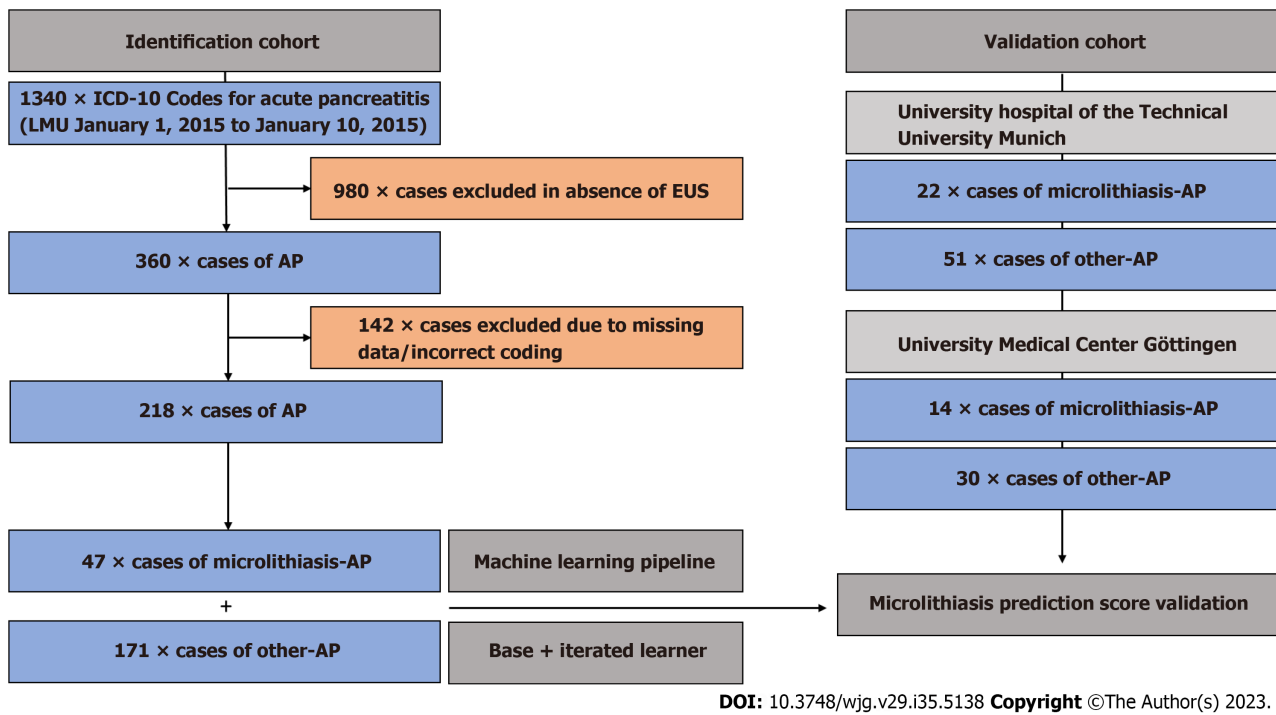 Identification cohort
1340 × ICD-10 Codes for acute pancreatitis
(LMU January 1, 2015 to January 10, 2015)
980 × cases excluded in absence of EUS
360 × cases of AP
142 × cases excluded due to missing
data/incorrect coding
218 × cases of AP
47 × cases of microlithiasis-AP
+
171 × cases of other-AP
Machine learning pipeline
Base + iterated learner
Validation cohort
University hospital of the Technical
University Munich
22 × cases of microlithiasis-AP
51 × cases of other-AP
University Medical Center Göttingen
14 × cases of microlithiasis-AP
30 × cases of other-AP
Microlithiasis prediction score validation
DOI: 10.3748/wjg.v29.i35.5138 Copyright ©The Author(s) 2023.